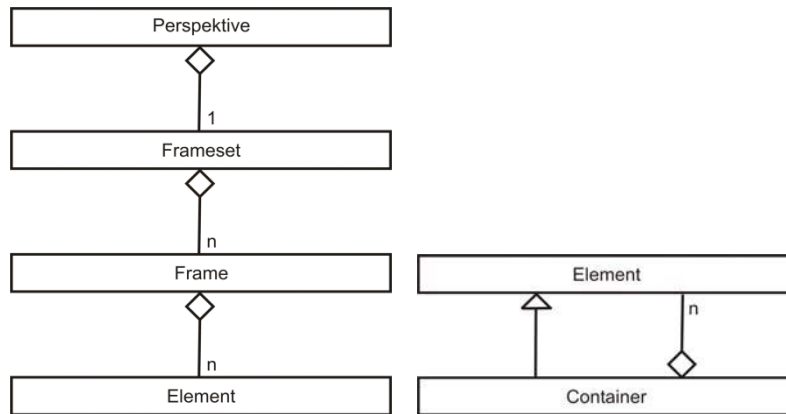 Perspektive
1
Frameset
n
Frame
n
Element
Element
n
Container